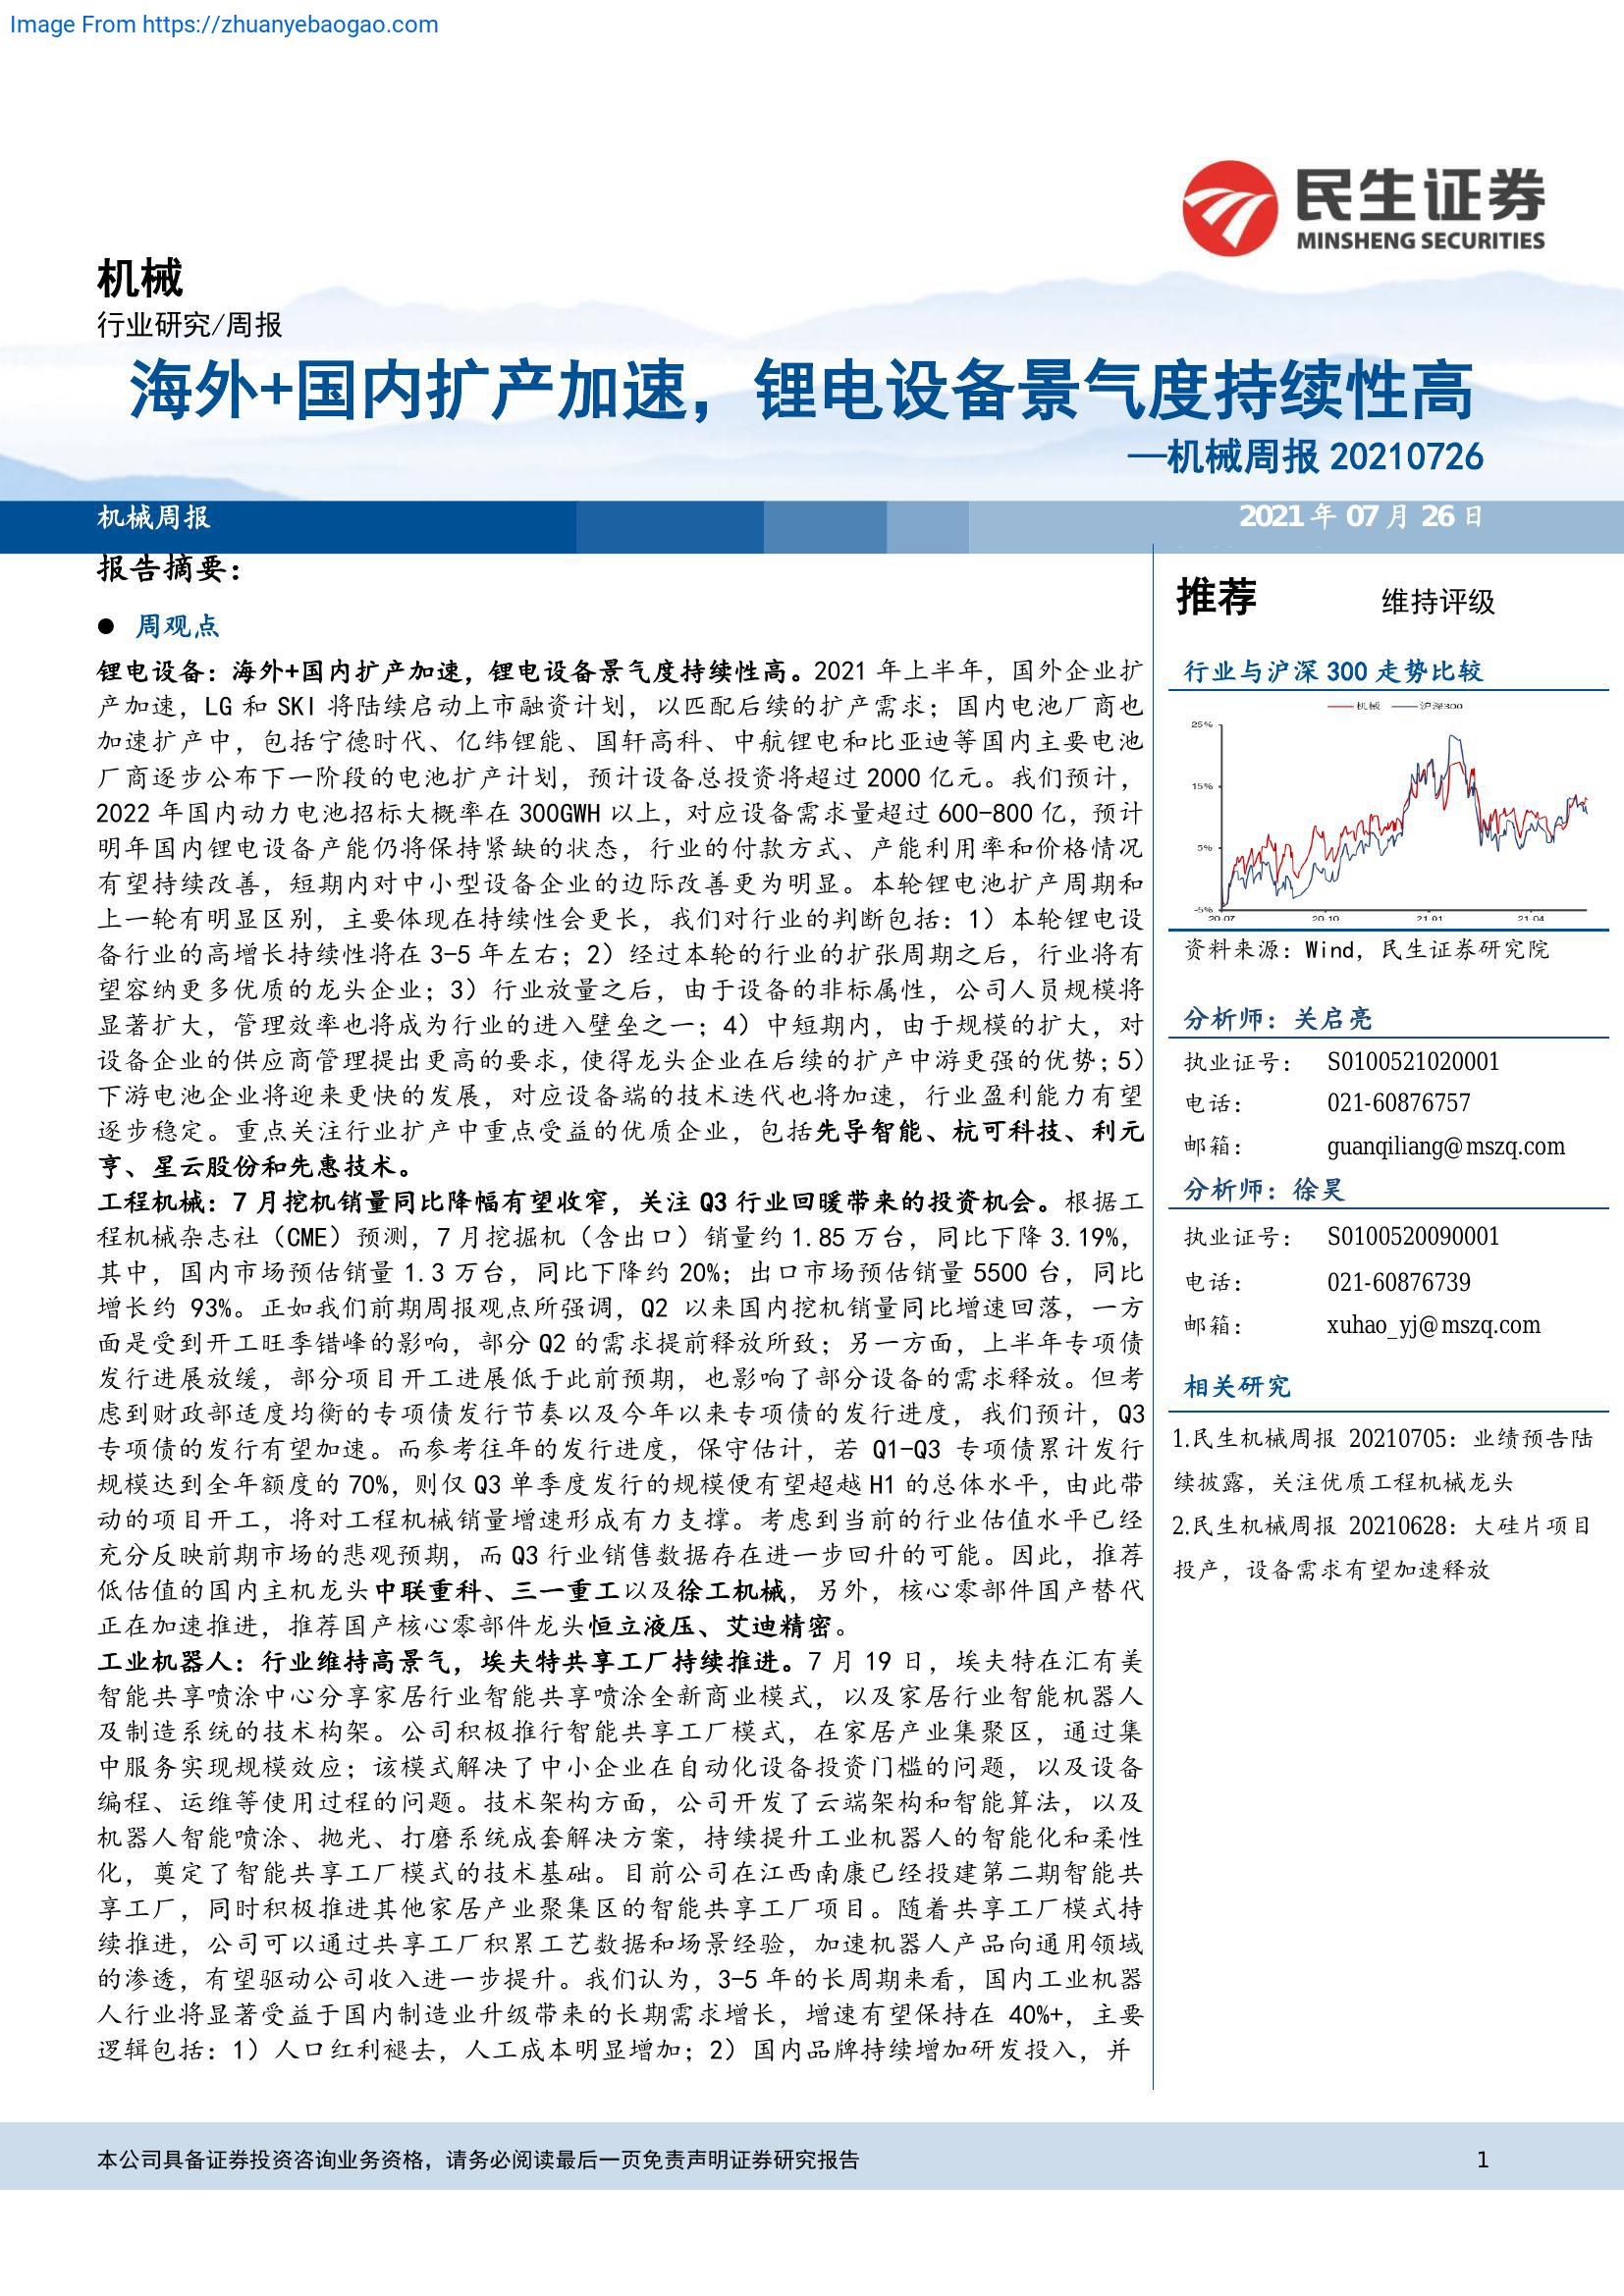 Image From https://zhuanyebaogao.com
民生证券
MINSHENG SECURITIES
机械
行业研究/周报
海外+国内扩产加速，锂电设备景气度持续性高
—机械周报 20210726
机械周报
2021 年 07 月 26 日
报告摘要：
● 周观点
锂电设备：海外+国内扩产加速，锂电设备景气度持续性高。2021 年上半年，国外企业扩
产加速，LG 和 SKI 将陆续启动上市融资计划，以匹配后续的扩产需求；国内电池厂商也
加速扩产中，包括宁德时代、亿纬锂能、国轩高科、中航锂电和比亚迪等国内主要电池
厂商逐步公布下一阶段的电池扩产计划，预计设备总投资将超过 2000 亿元。我们预计，
2022 年国内动力电池招标大概率在 300GWH 以上，对应设备需求量超过 600-800 亿，预计
明年国内锂电设备产能仍将保持紧缺的状态，行业的付款方式、产能利用率和价格情况
有望持续改善，短期内对中小型设备企业的边际改善更为明显。本轮锂电池扩产周期和
上一轮有明显区别，主要体现在持续性会更长，我们对行业的判断包括：1）本轮锂电设
备行业的高增长持续性将在 3-5 年左右；2）经过本轮的行业的扩张周期之后，行业将有
望容纳更多优质的龙头企业；3）行业放量之后，由于设备的非标属性，公司人员规模将
显著扩大，管理效率也将成为行业的进入壁垒之一；4）中短期内，由于规模的扩大，对
设备企业的供应商管理提出更高的要求，使得龙头企业在后续的扩产中游更强的优势；5）
下游电池企业将迎来更快的发展，对应设备端的技术迭代也将加速，行业盈利能力有望
逐步稳定。重点关注行业扩产中重点受益的优质企业，包括先导智能、杭可科技、利元
亨、星云股份和先惠技术。
工程机械：7 月挖机销量同比降幅有望收窄，关注 Q3 行业回暖带来的投资机会。根据工
程机械杂志社（CME）预测，7 月挖掘机（含出口）销量约 1.85 万台，同比下降 3.19%，
其中，国内市场预估销量 1.3 万台，同比下降约 20%；出口市场预估销量 5500 台，同比
增长约 93%。正如我们前期周报观点所强调，Q2 以来国内挖机销量同比增速回落，一方
面是受到开工旺季错峰的影响，部分 Q2 的需求提前释放所致；另一方面，上半年专项债
发行进展放缓，部分项目开工进展低于此前预期，也影响了部分设备的需求释放。但考
虑到财政部适度均衡的专项债发行节奏以及今年以来专项债的发行进度，我们预计，Q3
专项债的发行有望加速。而参考往年的发行进度，保守估计，若 Q1-Q3 专项债累计发行
规模达到全年额度的 70%，则仅 Q3 单季度发行的规模便有望超越 H1 的总体水平，由此带
动的项目开工，将对工程机械销量增速形成有力支撑。考虑到当前的行业估值水平已经
充分反映前期市场的悲观预期，而 Q3 行业销售数据存在进一步回升的可能。因此，推荐
低估值的国内主机龙头中联重科、三一重工以及徐工机械，另外，核心零部件国产替代
正在加速推进，推荐国产核心零部件龙头恒立液压、艾迪精密。
工业机器人：行业维持高景气，埃夫特共享工厂持续推进。7 月 19 日，埃夫特在汇有美
智能共享喷涂中心分享家居行业智能共享喷涂全新商业模式，以及家居行业智能机器人
及制造系统的技术构架。公司积极推行智能共享工厂模式，在家居产业集聚区，通过集
中服务实现规模效应；该模式解决了中小企业在自动化设备投资门槛的问题，以及设备
编程、运维等使用过程的问题。技术架构方面，公司开发了云端架构和智能算法，以及
机器人智能喷涂、抛光、打磨系统成套解决方案，持续提升工业机器人的智能化和柔性
化，奠定了智能共享工厂模式的技术基础。目前公司在江西南康已经投建第二期智能共
享工厂，同时积极推进其他家居产业聚集区的智能共享工厂项目。随着共享工厂模式持
续推进，公司可以通过共享工厂积累工艺数据和场景经验，加速机器人产品向通用领域
的渗透，有望驱动公司收入进一步提升。我们认为，3-5 年的长周期来看，国内工业机器
人行业将显著受益于国内制造业升级带来的长期需求增长，增速有望保持在 40%+，主要
逻辑包括：1）人口红利褪去，人工成本明显增加；2）国内品牌持续增加研发投入，并
推荐 维持评级
行业与沪深 300 走势比较
机械 沪深300
25%
15%
5%
-5%
20-07 20-10 21-01 21-04
资料来源：Wind，民生证券研究院
分析师：关启亮
执业证号： S0100521020001
电话： 021-60876757
邮箱： guanqiliang@mszq.com
分析师：徐昊
执业证号： S0100520090001
电话： 021-60876739
邮箱： xuhao_yj@mszq.com
相关研究
1.民生机械周报 20210705：业绩预告陆
续披露，关注优质工程机械龙头
2.民生机械周报 20210628：大硅片项目
投产，设备需求有望加速释放
本公司具备证券投资咨询业务资格，请务必阅读最后一页免责声明证券研究报告 1